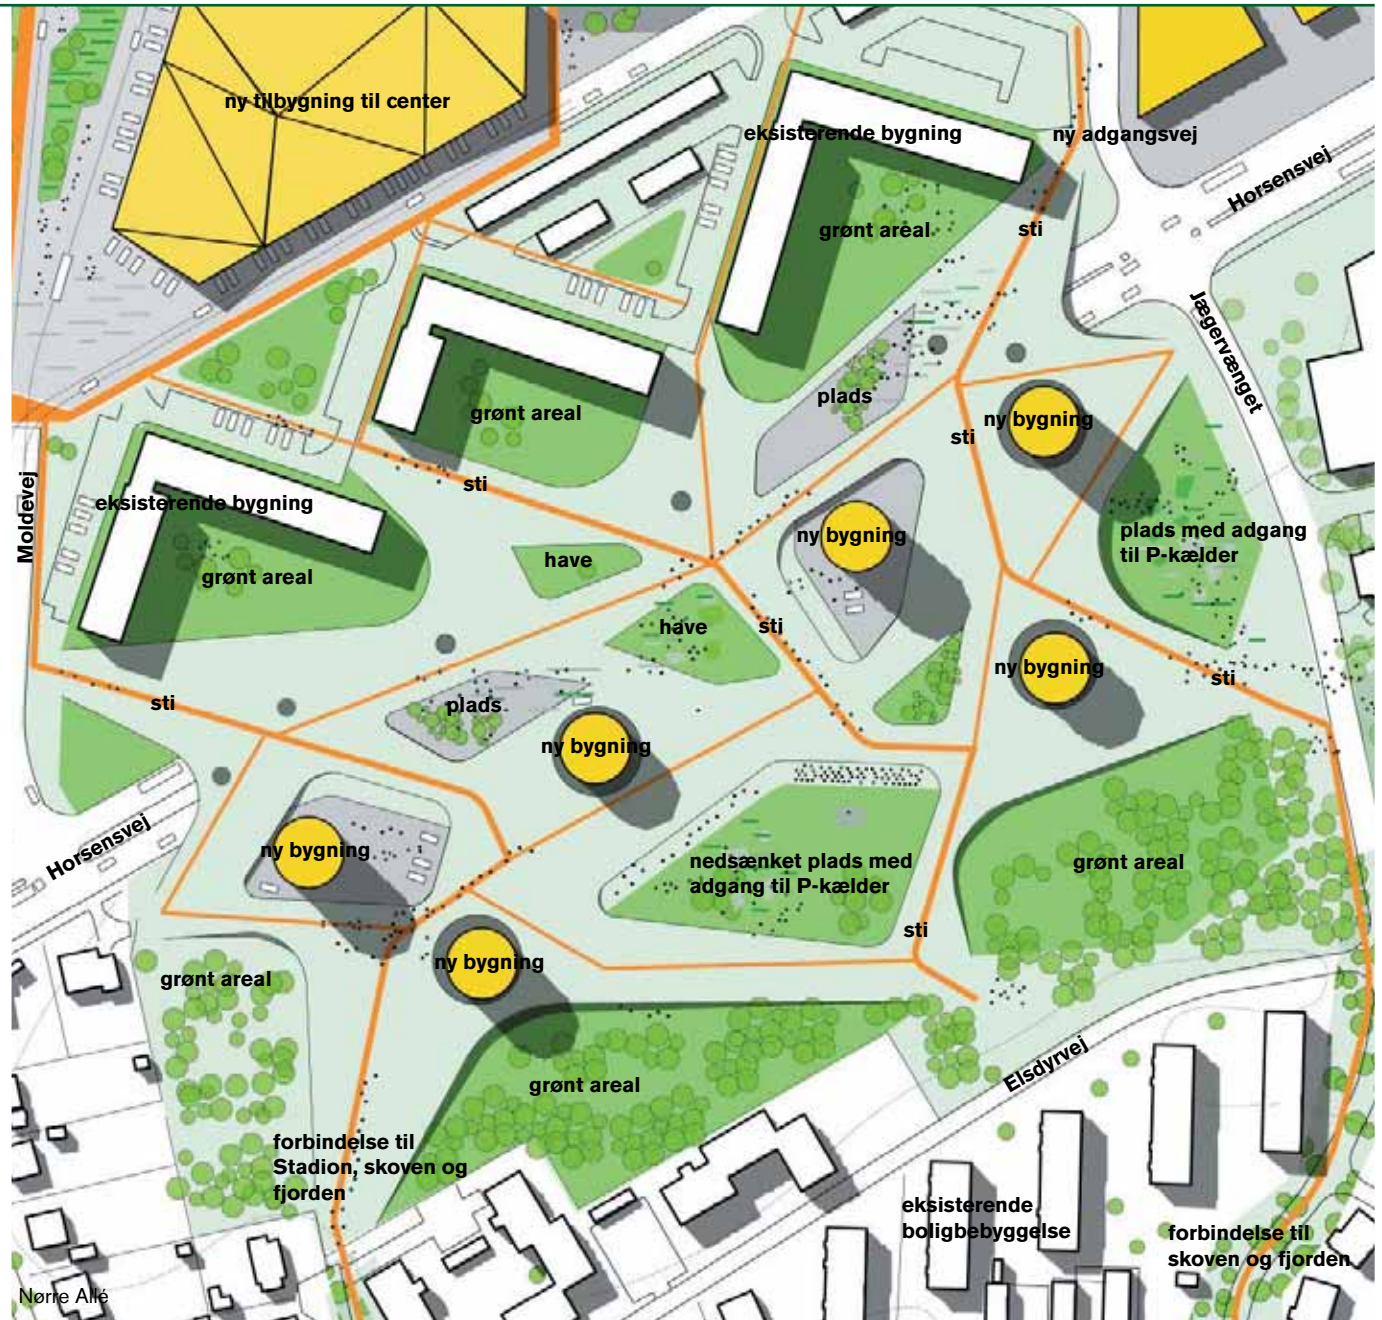 ny tilbygning til center
eksisterende bygning
ny adgangsvej
Horsensvej
grønt areal
sti
Jægervænget
plads
grønt areal
ny bygning
sti
sti
Moldevej
eksisterende bygning
ny bygning
plads med adgang
til P-kælder
have
grønt areal
have
sti
ny bygning
sti
sti
plads
ny bygning
Horsensvej
ny bygning
nedsænket plads med
adgang til P-kælder
grønt areal
sti
ny bygning
grønt areal
Elsdyrvej
grønt areal
forbindelse til
Stadion, skoven og
fjorden
eksisterende
boligbebyggelse
forbindelse til
skoven og fjorden
Nørre Allé